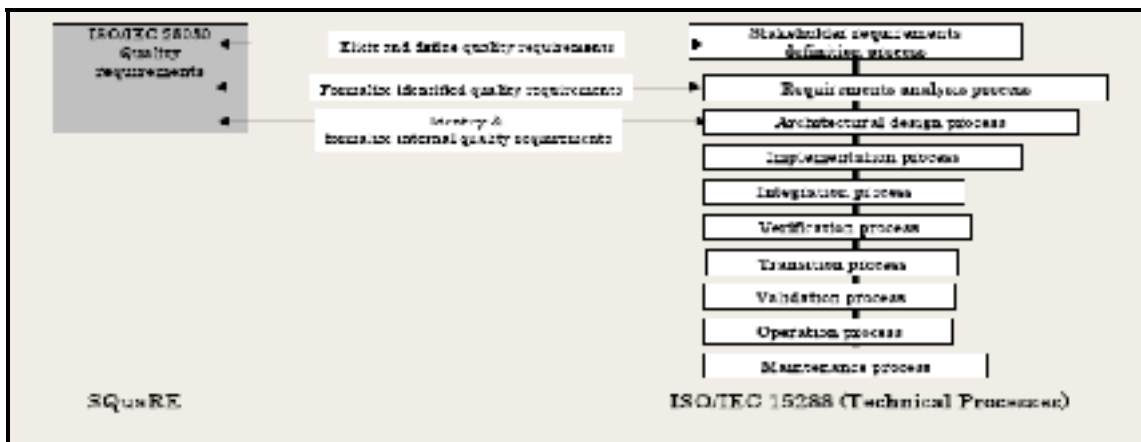 ISO/IEC 25030
Quality
requirements
Elicit and define quality requirements
Formalize identified quality requirements
Identify &
formalize internal quality requirements
Stakeholder requirements
definition process
Requirements analysis process
Architectural design process
Implementation process
Integration process
Verification process
Transition process
Validation process
Operation process
Maintenance process
SQuaRE
ISO/IEC 15288 (Technical Processes)